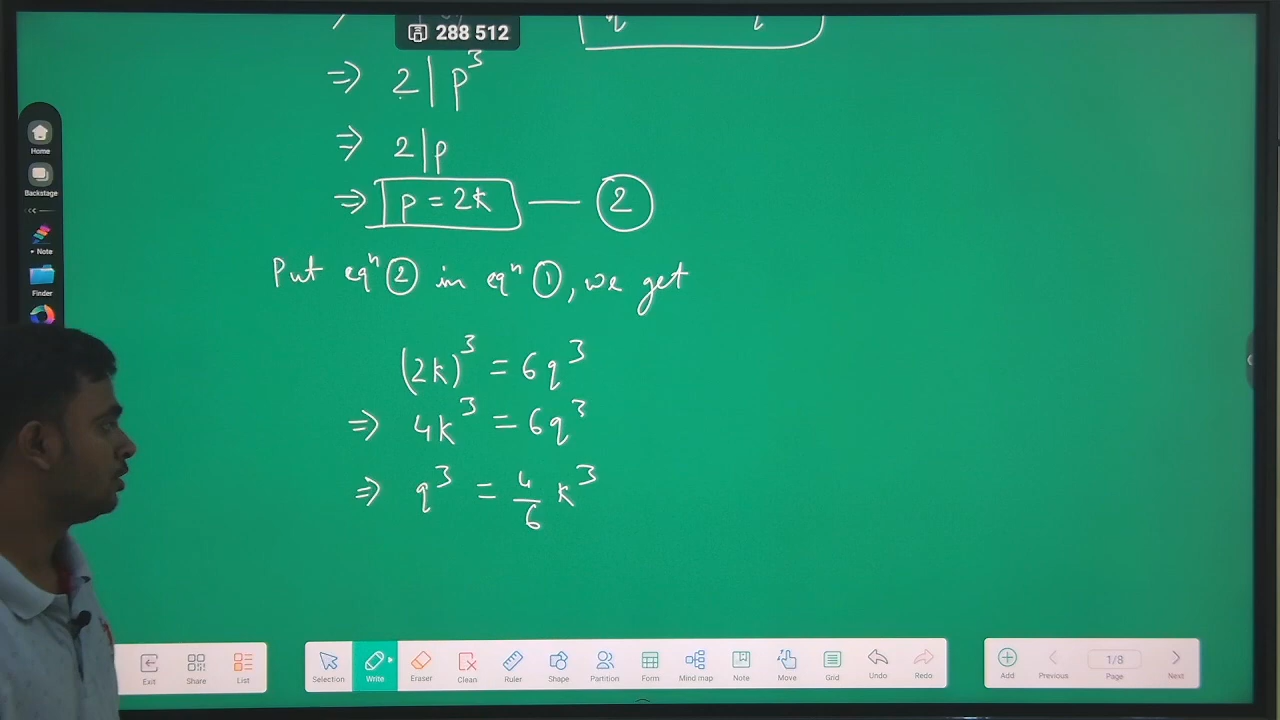 288 512
⇒ 2|p³
⇒ 2|p
⇒ p = 2k — ②
Put eqⁿ ② in eqⁿ ①, we get
(2k)³ = 6q³
⇒ 4k³ = 6q³
⇒ q³ = 4/6 k³
Home
Backstage
Note
Finder
Exit Share List
Selection Write Eraser Clean Ruler Shape Partition Form Mind map Note Move Grid Undo Redo
Add Previous 1/8 Page Next